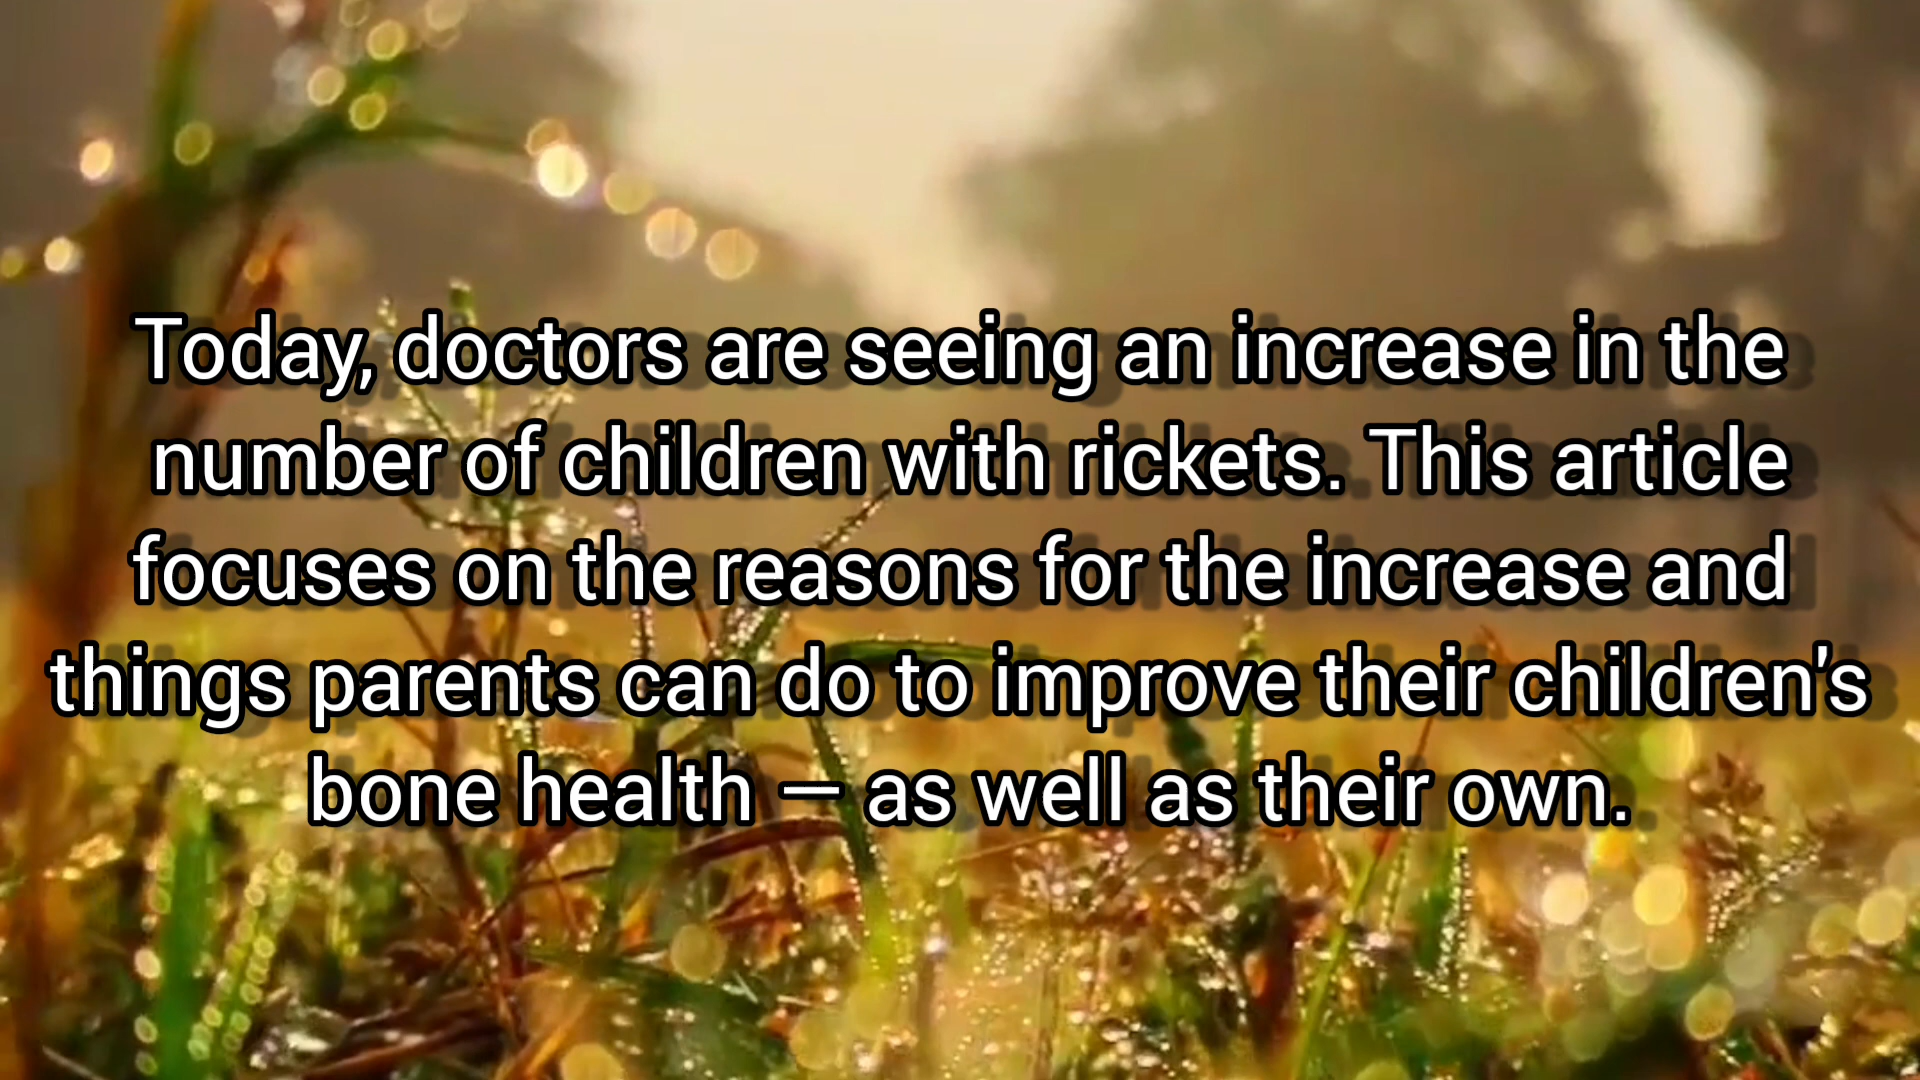 Today, doctors are seeing an increase in the
number of children with rickets. This article
focuses on the reasons for the increase and
things parents can do to improve their children's
bone health — as well as their own.